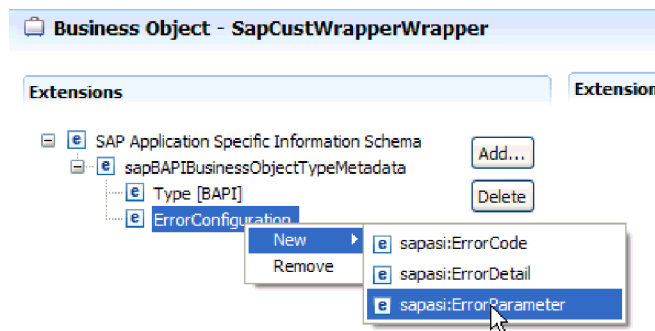 Business Object - SapCustWrapperWrapper
Extensions
Extension
SAP Application Specific Information Schema
Add...
sapBAPIBusinessObjectTypeMetadata
Type [BAPI]
Delete
ErrorConfiguration
New
sapasi:ErrorCode
Remove
sapasi:ErrorDetail
sapasi:ErrorParameter